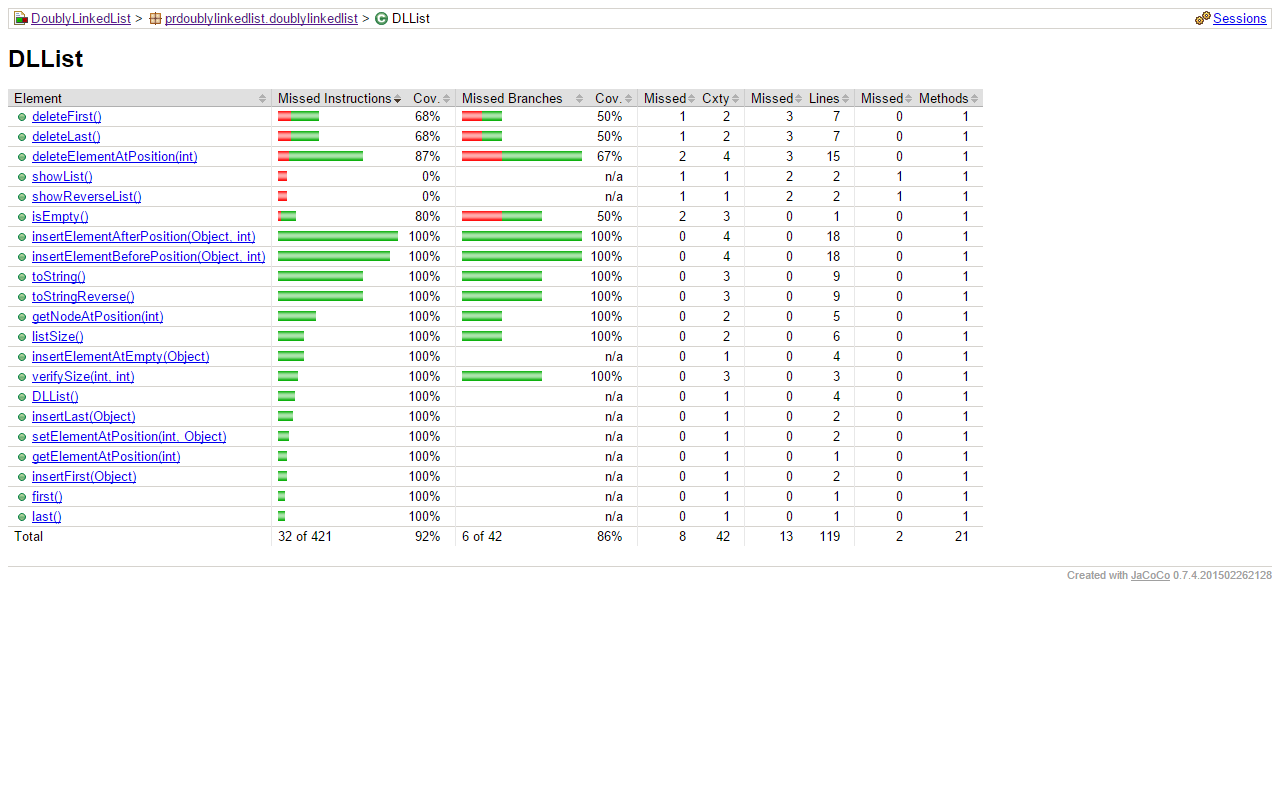 DoublyLinkedList > prdoublylinkedlist.doublylinkedlist > C DLList Sessions
DLList
Element Missed Instructions Cov. Missed Branches Cov. Missed Cxty Missed Lines Missed Methods
deleteFirst() 68% 50% 1 2 3 7 0 1
deleteLast() 68% 50% 1 2 3 7 0 1
deleteElementAtPosition(int) 87% 67% 2 4 3 15 0 1
showList() 0% n/a 1 1 2 2 1 1
showReverseList() 0% n/a 1 1 2 2 1 1
isEmpty() 80% 50% 2 3 0 1 0 1
insertElementAfterPosition(Object, int) 100% 100% 0 4 0 18 0 1
insertElementBeforePosition(Object, int) 100% 100% 0 4 0 18 0 1
toString() 100% 100% 0 3 0 9 0 1
toStringReverse() 100% 100% 0 3 0 9 0 1
getNodeAtPosition(int) 100% 100% 0 2 0 5 0 1
listSize() 100% 100% 0 2 0 6 0 1
insertElementAtEmpty(Object) 100% n/a 0 1 0 4 0 1
verifySize(int, int) 100% 100% 0 3 0 3 0 1
DLList() 100% n/a 0 1 0 4 0 1
insertLast(Object) 100% n/a 0 1 0 2 0 1
setElementAtPosition(int, Object) 100% n/a 0 1 0 2 0 1
getElementAtPosition(int) 100% n/a 0 1 0 1 0 1
insertFirst(Object) 100% n/a 0 1 0 2 0 1
first() 100% n/a 0 1 0 1 0 1
last() 100% n/a 0 1 0 1 0 1
Total 32 of 421 92% 6 of 42 86% 8 42 13 119 2 21
Created with JaCoCo 0.7.4.201502262128